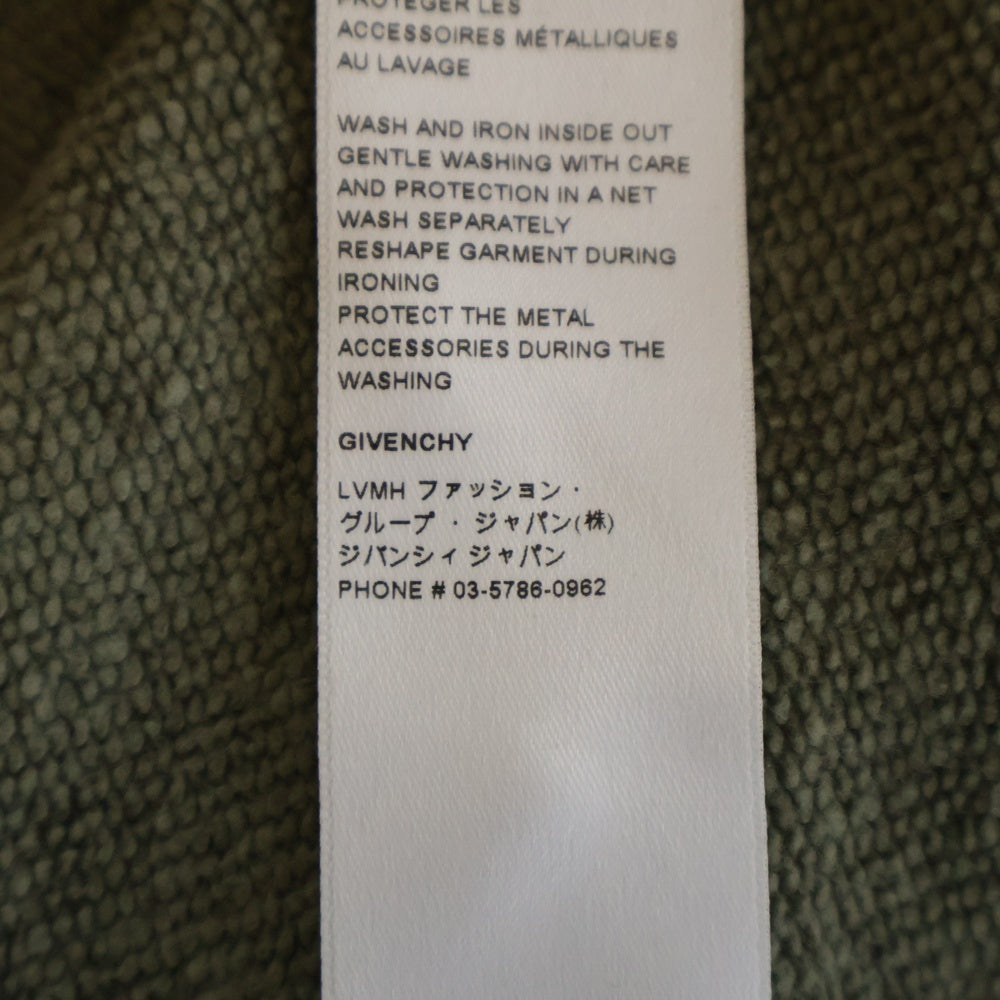 PROTÉGER LES
ACCESSOIRES MÉTALLIQUES
AU LAVAGE
WASH AND IRON INSIDE OUT
GENTLE WASHING WITH CARE
AND PROTECTION IN A NET
WASH SEPARATELY
RESHAPE GARMENT DURING
IRONING
PROTECT THE METAL
ACCESSORIES DURING THE
WASHING
GIVENCHY
LVMH ファッション・
グループ・ジャパン(株)
ジバンシィ ジャパン
PHONE # 03-5786-0962